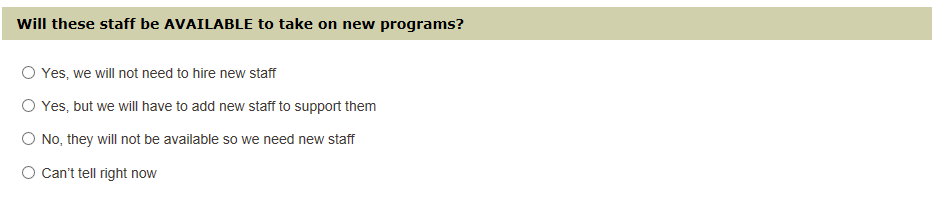 Will these staff be AVAILABLE to take on new programs?
Yes, we will not need to hire new staff
Yes, but we will have to add new staff to support them
No, they will not be available so we need new staff
Can't tell right now